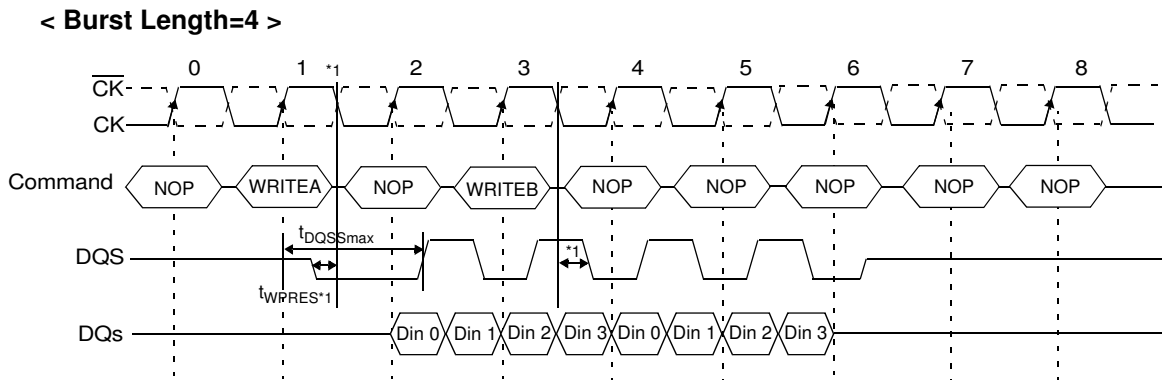 < Burst Length=4 >
0 1 *1 2 3 4 5 6 7 8
CK
CK
Command NOP WRITEA NOP WRITEB NOP NOP NOP NOP NOP
tDQSSmax
DQS *1
tWPRES*1
DQs Din 0 Din 1 Din 2 Din 3 Din 0 Din 1 Din 2 Din 3